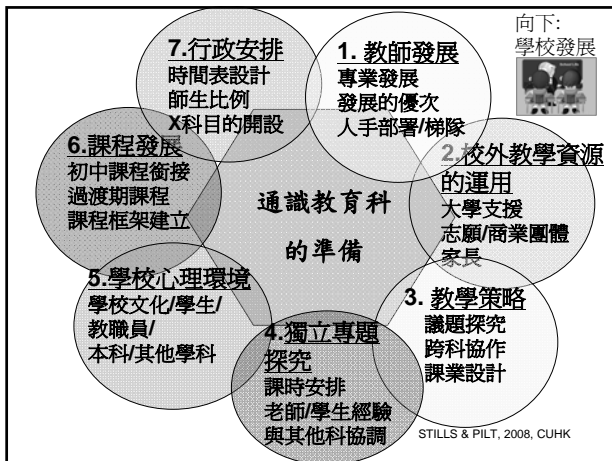 向下:
學校發展
7.行政安排
時間表設計
師生比例
X科目的開設
1. 教師發展
專業發展
發展的優次
人手部署/梯隊
2.校外教學資源
的運用
大學支援
志願/商業團體
家長
3. 教學策略
議題探究
跨科協作
課業設計
4.獨立專題
探究
課時安排
老師/學生經驗
與其他科協調
5.學校心理環境
學校文化/學生/
教職員/
本科/其他學科
6.課程發展
初中課程銜接
過渡期課程
課程框架建立
通識教育科
的準備
STILLS & PILT, 2008, CUHK